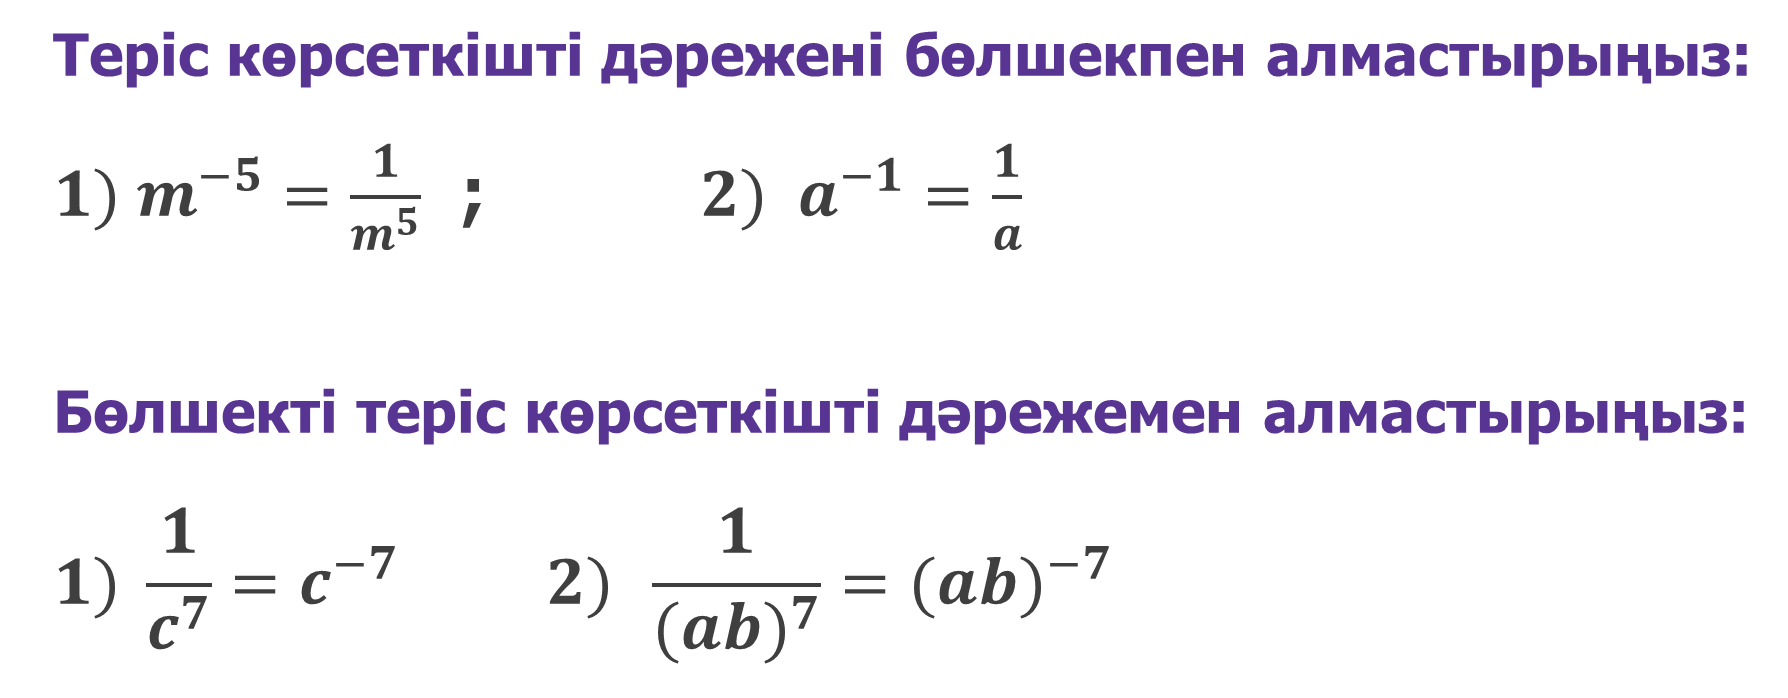 Теріс көрсеткішті дәрежені бөлшекпен алмастырыңыз:
1) m⁻⁵ = 1/m⁵ ; 2) a⁻¹ = 1/a
Бөлшекті теріс көрсеткішті дәрежемен алмастырыңыз:
1) 1/c⁷ = c⁻⁷ 2) 1/(ab)⁷ = (ab)⁻⁷